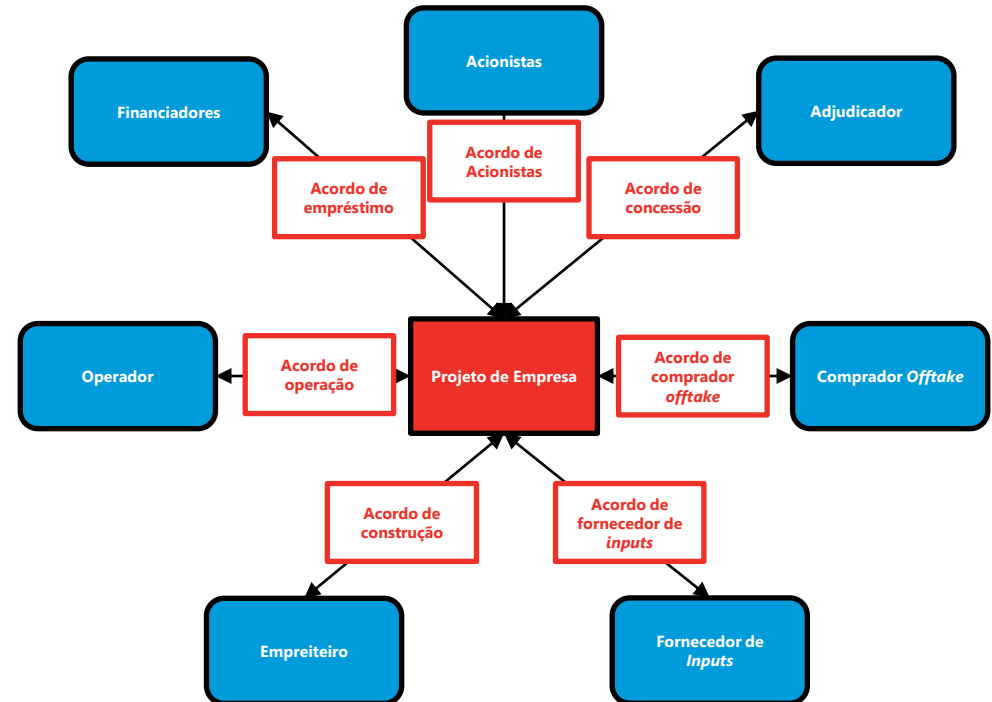 Acionistas
Financiadores
Adjudicador
Acordo de
Acionistas
Acordo de
empréstimo
Acordo de
concessão
Operador
Acordo de
operação
Projeto de Empresa
Acordo de
comprador
offtake
Comprador Offtake
Acordo de
construção
Acordo de
fornecedor de
inputs
Empreiteiro
Fornecedor de
Inputs